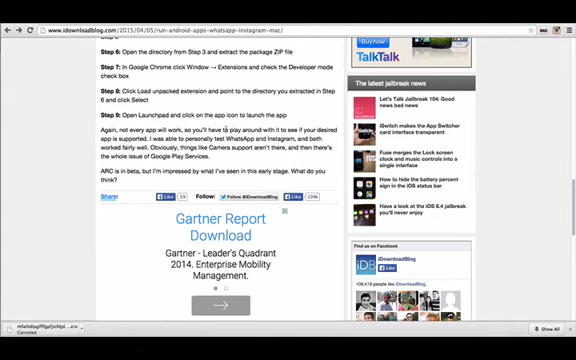 www.idownloadblog.com/2015/04/05/run-android-apps-whatsapp-instagram-mac/
Step 6: Open the directory from Step 3 and extract the package ZIP file
Step 7: In Google Chrome click Window → Extensions and check the Developer mode
check box
Step 8: Click Load unpacked extension and point to the directory you extracted in Step
6 and click Select
Step 9: Open Launchpad and click on the app icon to launch the app
Again, not every app will work, so you'll have to play around with it to see if your desired
app is supported. I was able to personally test WhatsApp and Instagram, and both
worked fairly well. Obviously, things like Camera support aren't there, and then there's
the whole issue of Google Play Services.
ARC is in beta, but I'm impressed by what I've seen in this early stage. What do you
think?
Share:
Like
59
Follow:
Follow @iDownloadBlog
Like
109k
Gartner Report
Download
Gartner - Leader's Quadrant
2014. Enterprise Mobility
Management.
Buy now
TalkTalk
The latest jailbreak news
Let's Talk Jailbreak 104: Good
news bad news
iSwitch makes the App Switcher
card interface transparent
Fuse merges the Lock screen
clock and music controls into a
single interface
How to hide the battery percent
sign in the iOS status bar
Have a look at the iOS 8.4 jailbreak
you'll never enjoy
Find us on Facebook
iDB
iDownloadBlog
Like
109,419 people like iDownloadBlog.
Canceled
Show All